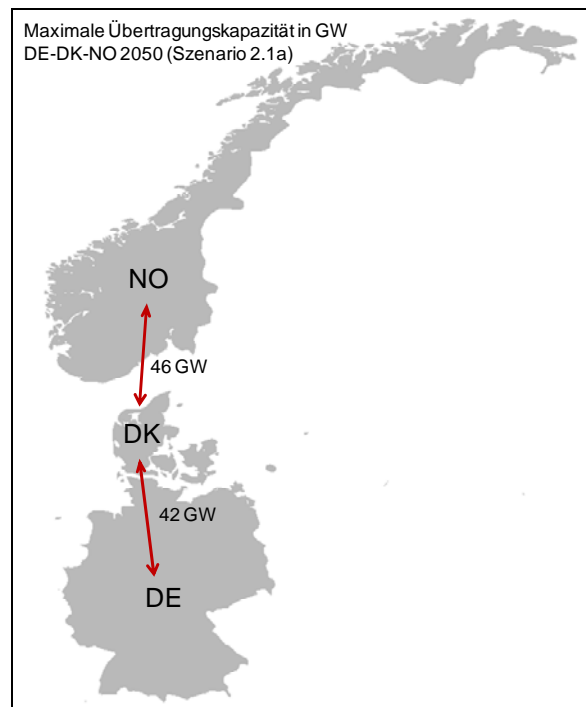 Maximale Übertragungskapazität in GW
DE-DK-NO 2050 (Szenario 2.1a)
NO
46 GW
DK
42 GW
DE